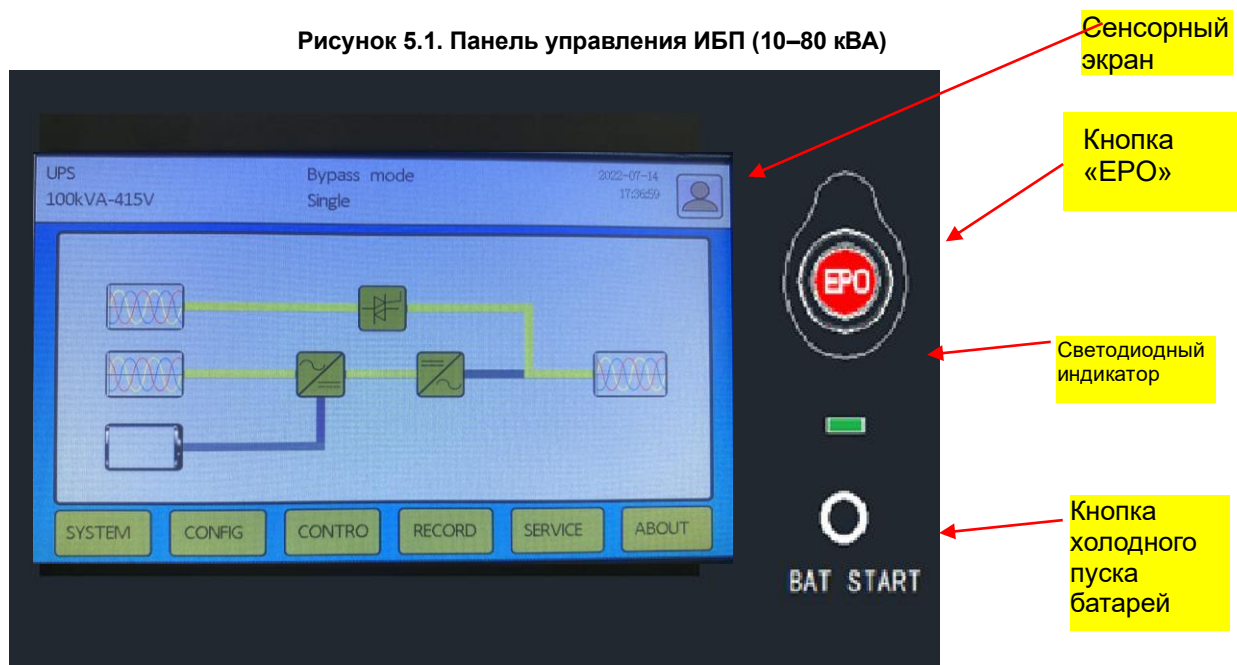 Рисунок 5.1. Панель управления ИБП (10–80 кВА)
Сенсорный
экран
Кнопка
«EPO»
UPS
Bypass mode
2022-07-14
100kVA-415V
Single
17:36:59
EPO
Светодиодный
индикатор
SYSTEM
CONFIG
CONTRO
RECORD
SERVICE
ABOUT
Кнопка
холодного
пуска
батарей
BAT START